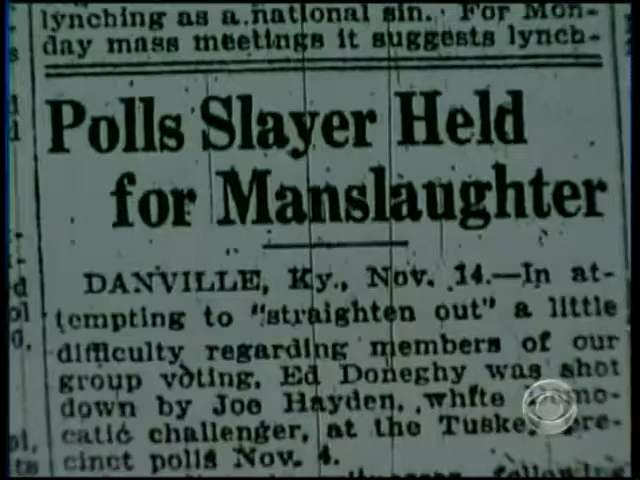 lynching as a national sin. For Mon-
day mass meetings it suggests lynch-
Polls Slayer Held
for Manslaughter
DANVILLE, Ky., Nov. 14.—In at-
tempting to "straighten out" a little
difficulty regarding members of our
group voting, Ed Doneghy was shot
down by Joe Hayden, white
catic challenger, at the
cinct polls Nov. 4.
following